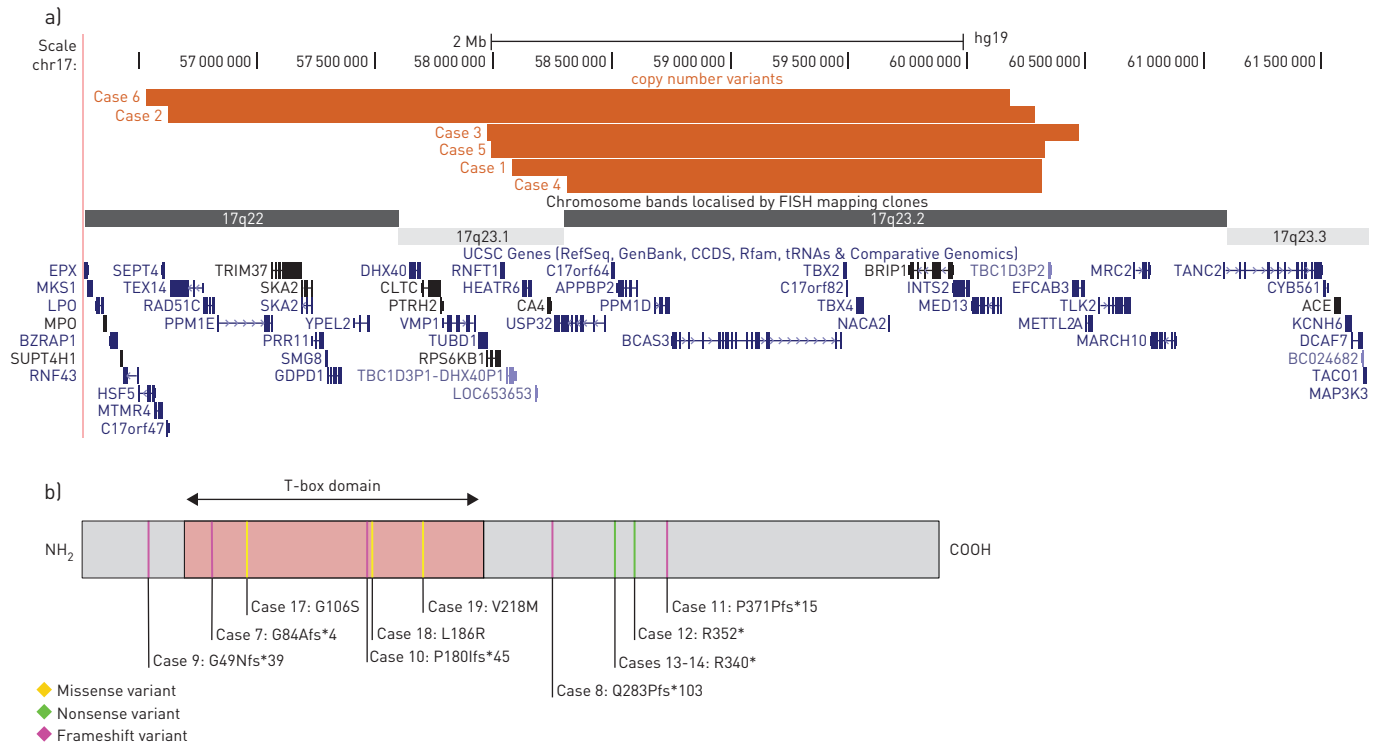 a)
Scale
2 Mb
hg19
chr17:
57 000 000
57 500 000
58 000 000
58 500 000
59 000 000
59 500 000
60 000 000
60 500 000
61 000 000
61 500 000
copy number variants
Case 6
Case 2
Case 3
Case 5
Case 1
Case 4
Chromosome bands localised by FISH mapping clones
17q22
17q23.2
17q23.1
17q23.3
UCSC Genes (RefSeq, GenBank, CCDS, Rfam, tRNAs & Comparative Genomics)
EPX SEPT4 TRIM37 DHX40 RNFT1 C17orf64 TBX2 BRIP1 TBC1D3P2 MRC2 TANC2
MKS1 TEX14 SKA2 CLTC HEATR6 APPBP2 C17orf82 INTS2 EFCAB3 CYB561
LPO RAD51C SKA2 PTRH2 CA4 PPM1D TBX4 MED13 TLK2 ACE
MPO PPM1E YPEL2 VMP1 USP32 NACA2 METTL2A KCNH6
BZRAP1 PRR11 TUBD1 BCAS3 MARCH10 DCAF7
SUPT4H1 SMG8 RPS6KB1 BC024682
RNF43 GDPD1 TBC1D3P1-DHX40P1 TACO1
HSF5 LOC653653 MAP3K3
MTMR4
C17orf47
b)
T-box domain
NH2
COOH
Case 17: G106S
Case 19: V218M
Case 11: P371Pfs*15
Case 7: G84Afs*4
Case 18: L186R
Case 12: R352*
Case 9: G49Nfs*39
Case 10: P180Ifs*45
Cases 13-14: R340*
Case 8: Q283Pfs*103
Missense variant
Nonsense variant
Frameshift variant